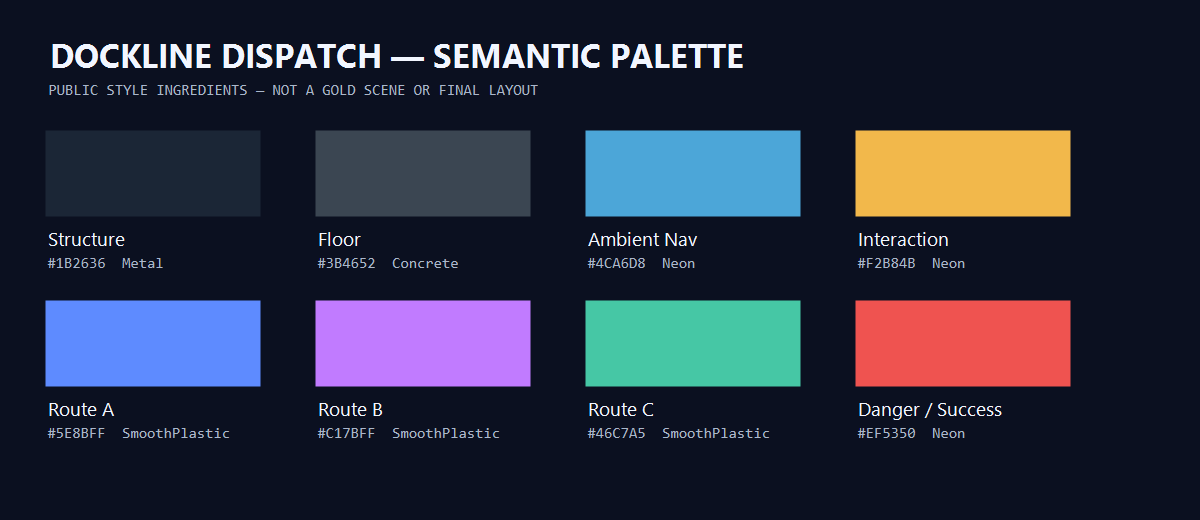 DOCKLINE DISPATCH — SEMANTIC PALETTE
PUBLIC STYLE INGREDIENTS — NOT A GOLD SCENE OR FINAL LAYOUT
Structure
#1B2636 Metal
Floor
#3B4652 Concrete
Ambient Nav
#4CA6D8 Neon
Interaction
#F2B84B Neon
Route A
#5E8BFF SmoothPlastic
Route B
#C17BFF SmoothPlastic
Route C
#46C7A5 SmoothPlastic
Danger / Success
#EF5350 Neon